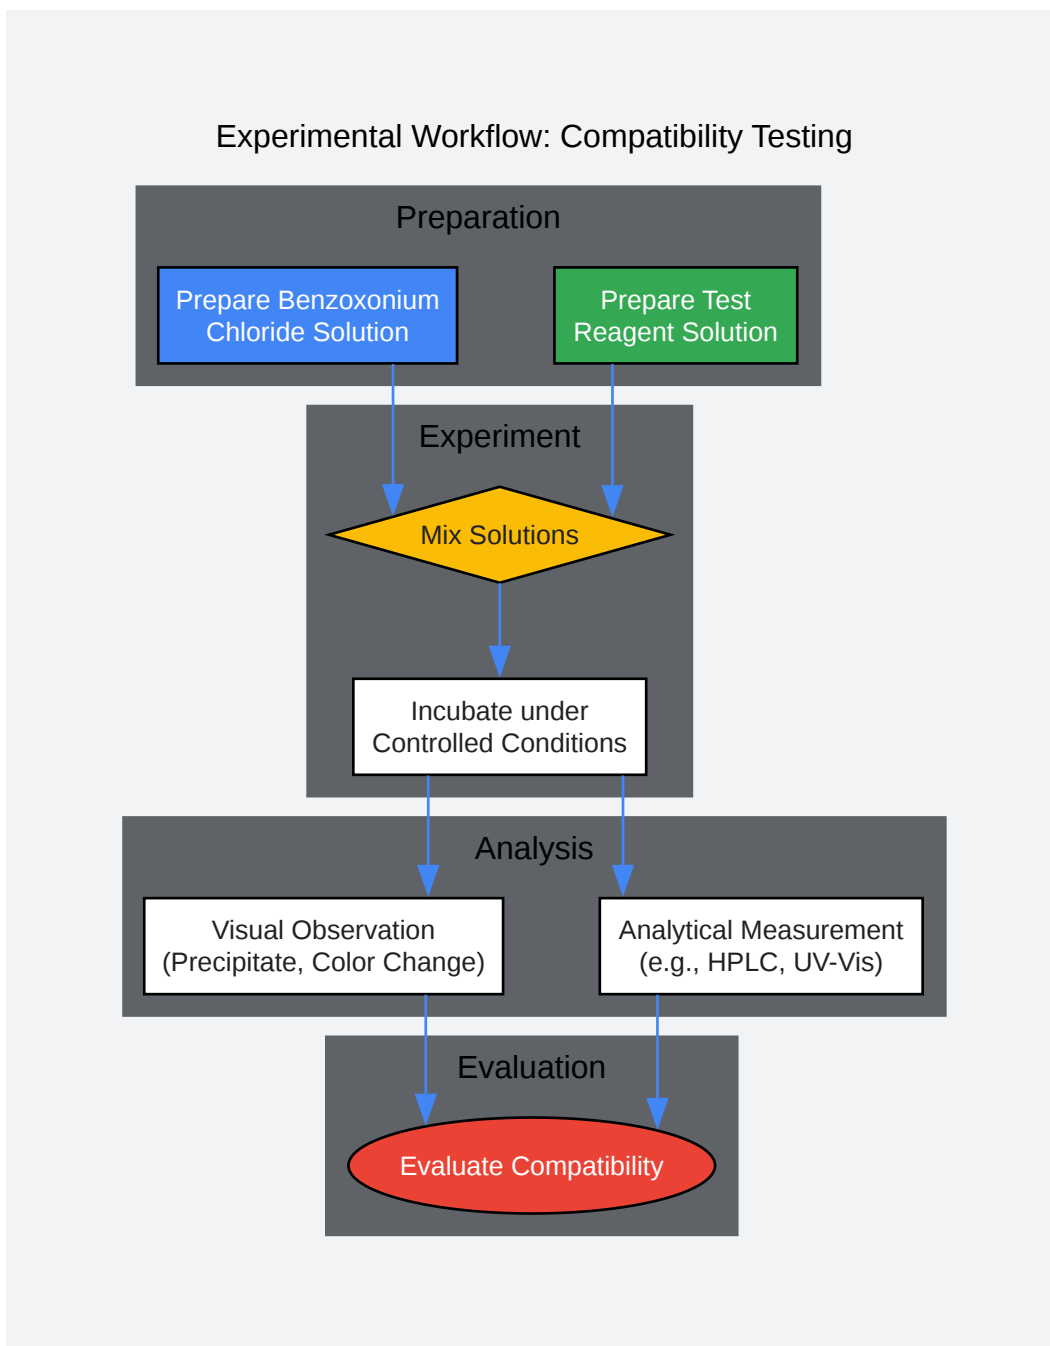 Experimental Workflow: Compatibility Testing
Preparation
Prepare Benzoxonium
Chloride Solution
Prepare Test
Reagent Solution
Experiment
Mix Solutions
Incubate under
Controlled Conditions
Analysis
Visual Observation
(Precipitate, Color Change)
Analytical Measurement
(e.g., HPLC, UV-Vis)
Evaluation
Evaluate Compatibility